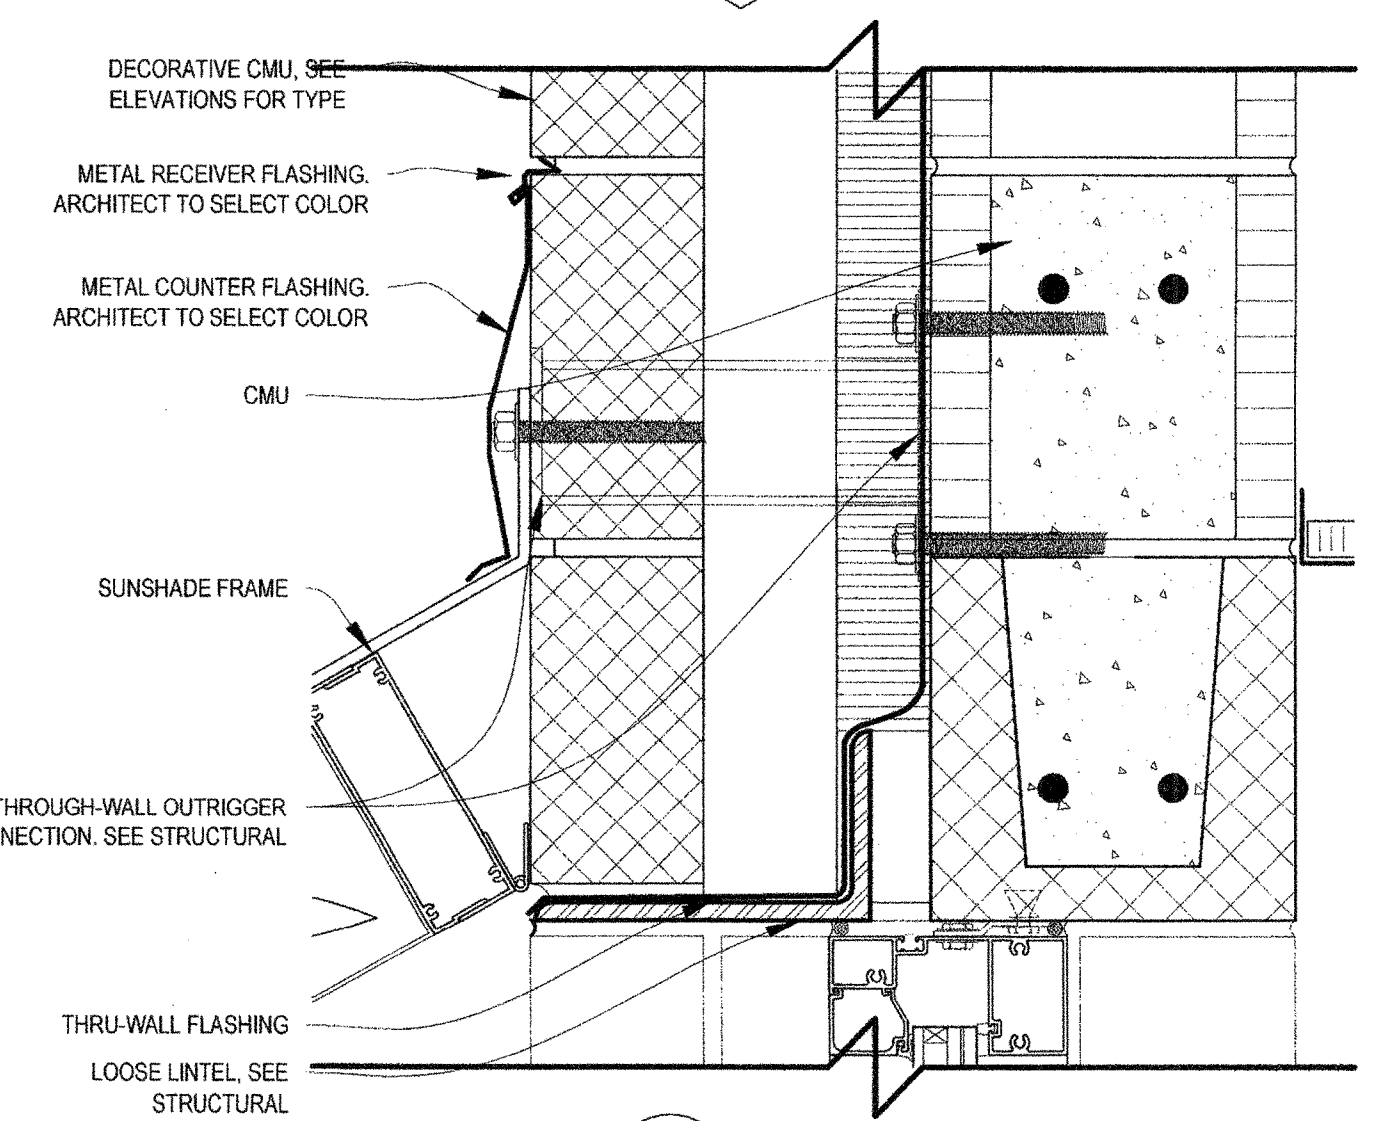 DECORATIVE CMU, SEE
ELEVATIONS FOR TYPE
METAL RECEIVER FLASHING.
ARCHITECT TO SELECT COLOR
METAL COUNTER FLASHING.
ARCHITECT TO SELECT COLOR
CMU
SUNSHADE FRAME
THROUGH-WALL OUTRIGGER
NECTION. SEE STRUCTURAL
THRU-WALL FLASHING
LOOSE LINTEL, SEE
STRUCTURAL